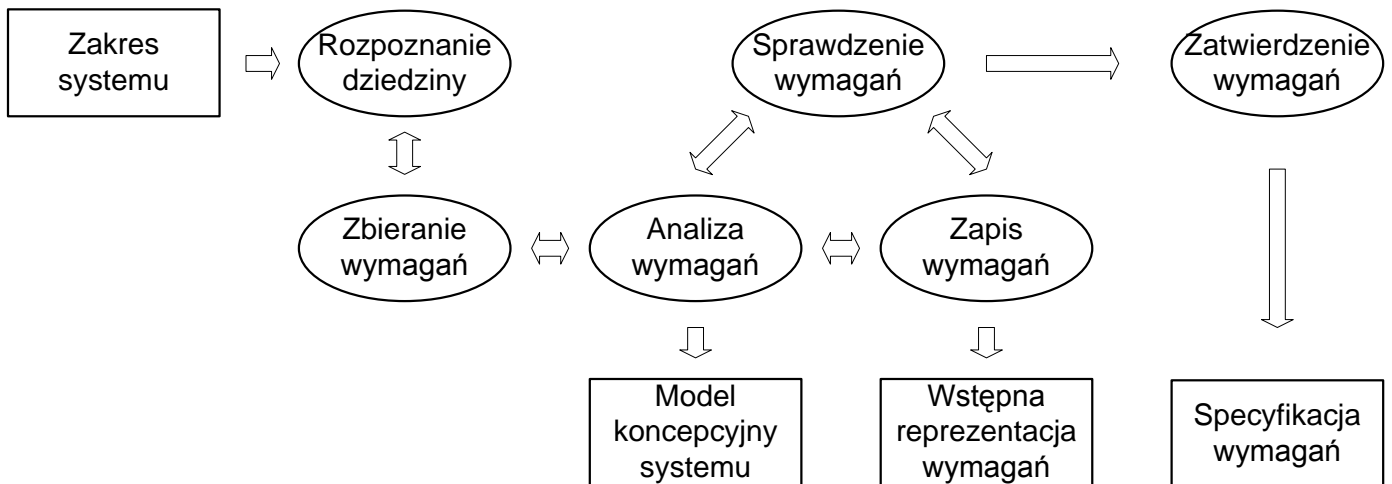 Zakres
systemu
Rozpoznanie
dziedziny
Sprawdzenie
wymagań
Zatwierdzenie
wymagań
Zbieranie
wymagań
Analiza
wymagań
Zapis
wymagań
Model
koncepcyjny
systemu
Wstępna
reprezentacja
wymagań
Specyfikacja
wymagań